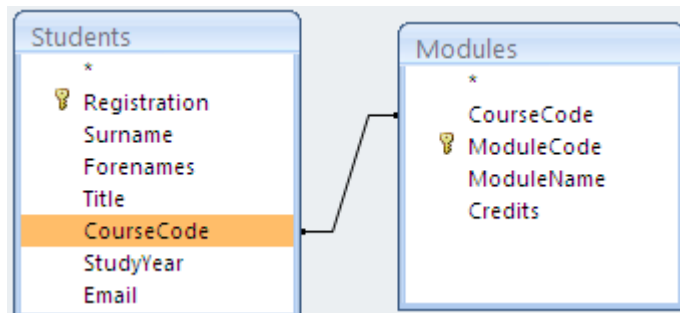 Students
*
Registration
Surname
Forenames
Title
CourseCode
StudyYear
Email
Modules
*
CourseCode
ModuleCode
ModuleName
Credits